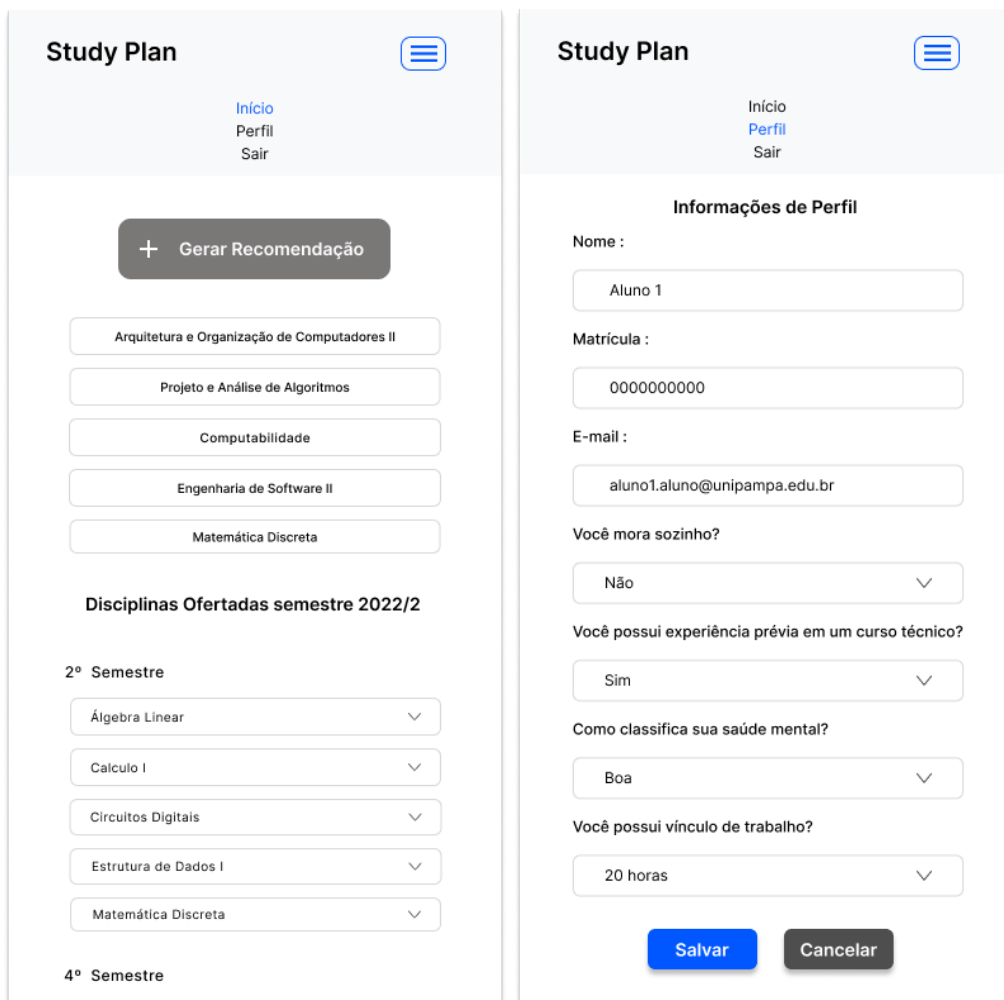 Study Plan
Início
Perfil
Sair
+ Gerar Recomendação
Arquitetura e Organização de Computadores II
Projeto e Análise de Algoritmos
Computabilidade
Engenharia de Software II
Matemática Discreta
Disciplinas Ofertadas semestre 2022/2
2º Semestre
Álgebra Linear
Calculo I
Circuitos Digitais
Estrutura de Dados I
Matemática Discreta
4º Semestre
Study Plan
Início
Perfil
Sair
Informações de Perfil
Nome :
Aluno 1
Matrícula :
0000000000
E-mail :
aluno1.aluno@unipampa.edu.br
Você mora sozinho?
Não
Você possui experiência prévia em um curso técnico?
Sim
Como classifica sua saúde mental?
Boa
Você possui vínculo de trabalho?
20 horas
Salvar
Cancelar